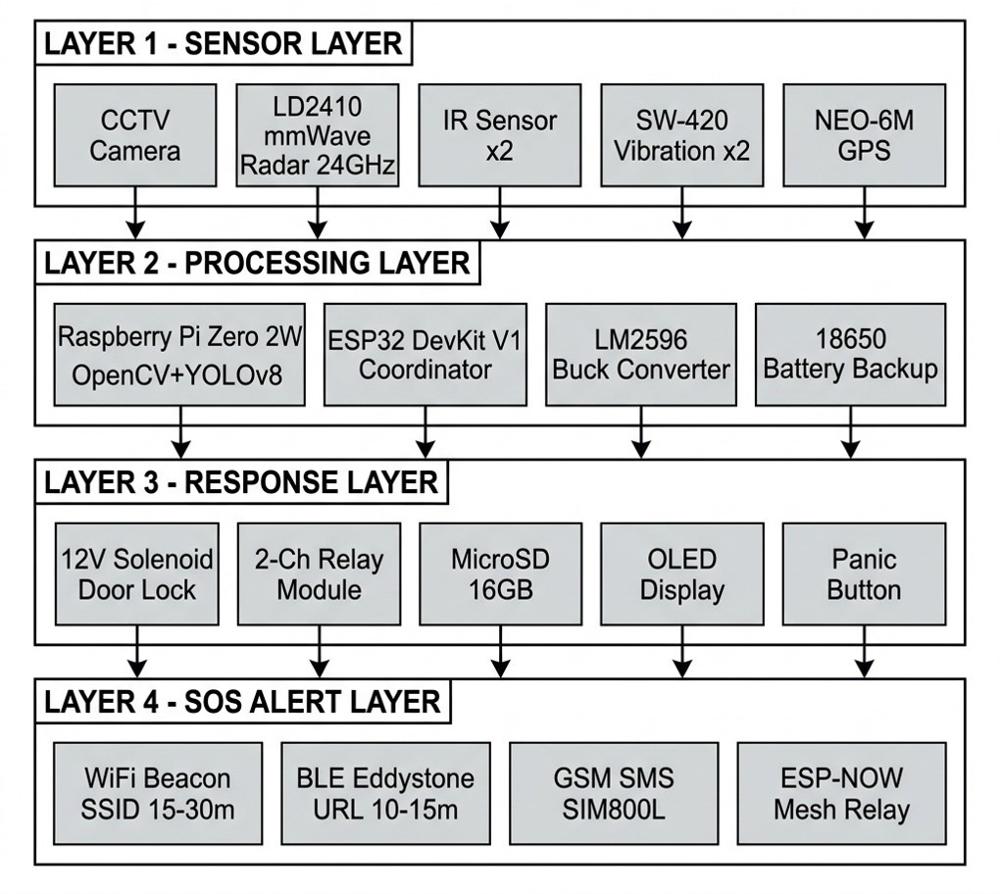 LAYER 1 - SENSOR LAYER
CCTV
Camera
LD2410
mmWave
Radar 24GHz
IR Sensor
x2
SW-420
Vibration x2
NEO-6M
GPS
LAYER 2 - PROCESSING LAYER
Raspberry Pi Zero 2W
OpenCV+YOLOv8
ESP32 DevKit V1
Coordinator
LM2596
Buck Converter
18650
Battery Backup
LAYER 3 - RESPONSE LAYER
12V Solenoid
Door Lock
2-Ch Relay
Module
MicroSD
16GB
OLED
Display
Panic
Button
LAYER 4 - SOS ALERT LAYER
WiFi Beacon
SSID 15-30m
BLE Eddystone
URL 10-15m
GSM SMS
SIM800L
ESP-NOW
Mesh Relay